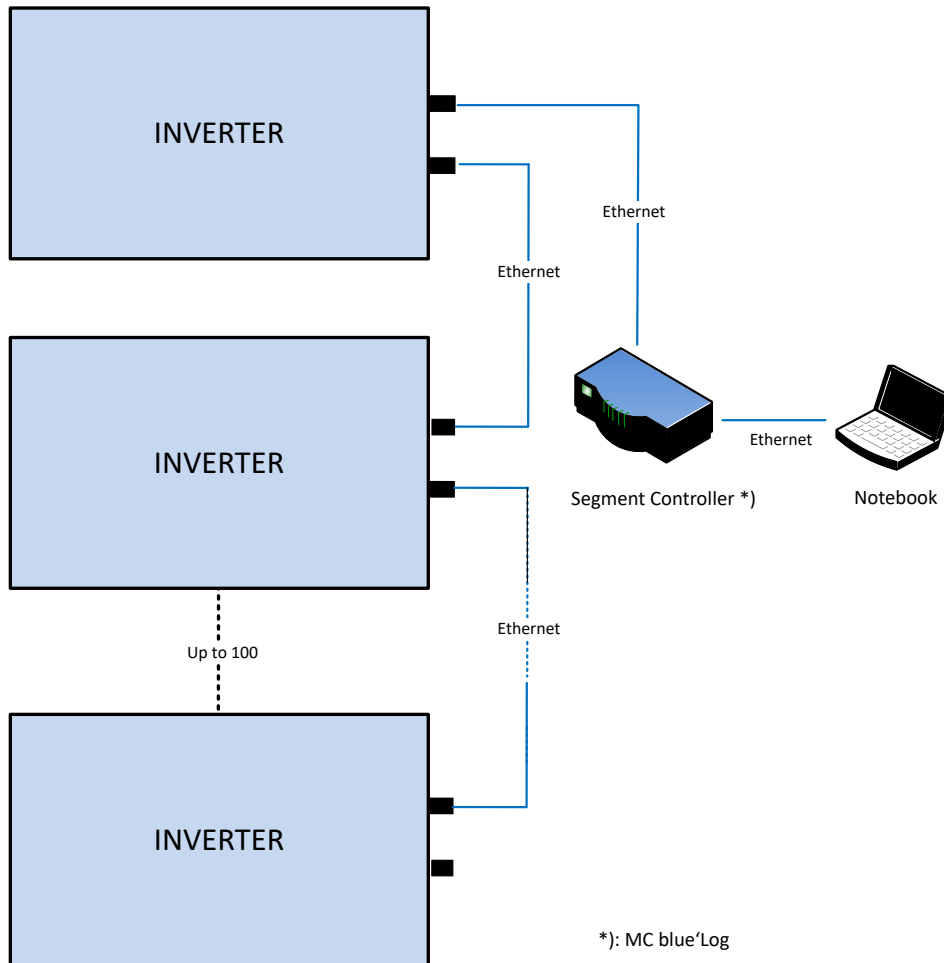 INVERTER
Ethernet
Ethernet
INVERTER
Ethernet
Segment Controller *)
Notebook
Ethernet
Up to 100
INVERTER
*): MC blue‘Log